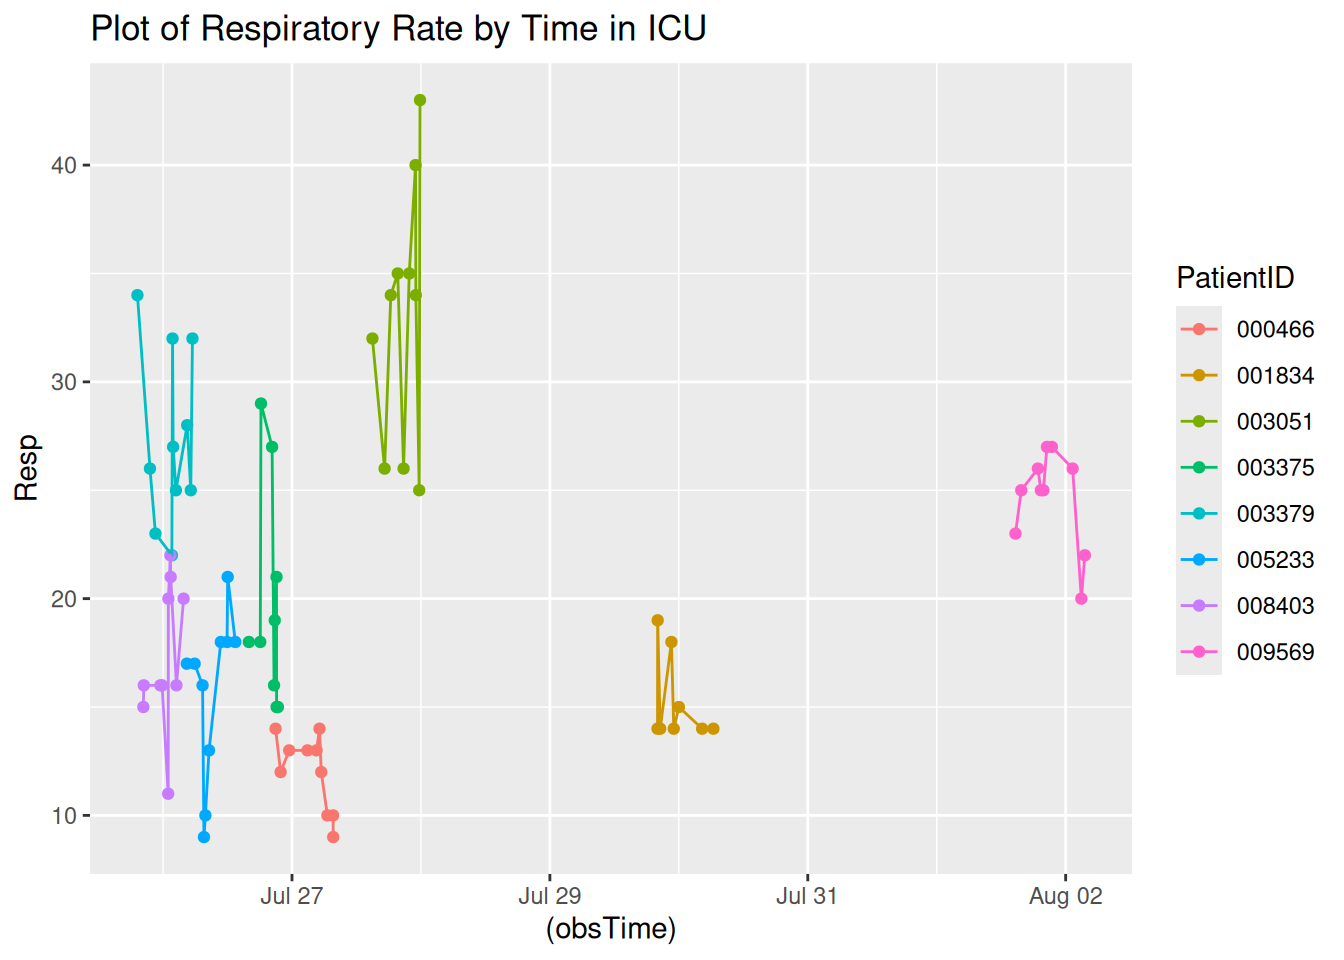 Plot of Respiratory Rate by Time in ICU
Resp
40
30
20
10
Jul 27
Jul 29
Jul 31
Aug 02
(obsTime)
PatientID
000466
001834
003051
003375
003379
005233
008403
009569